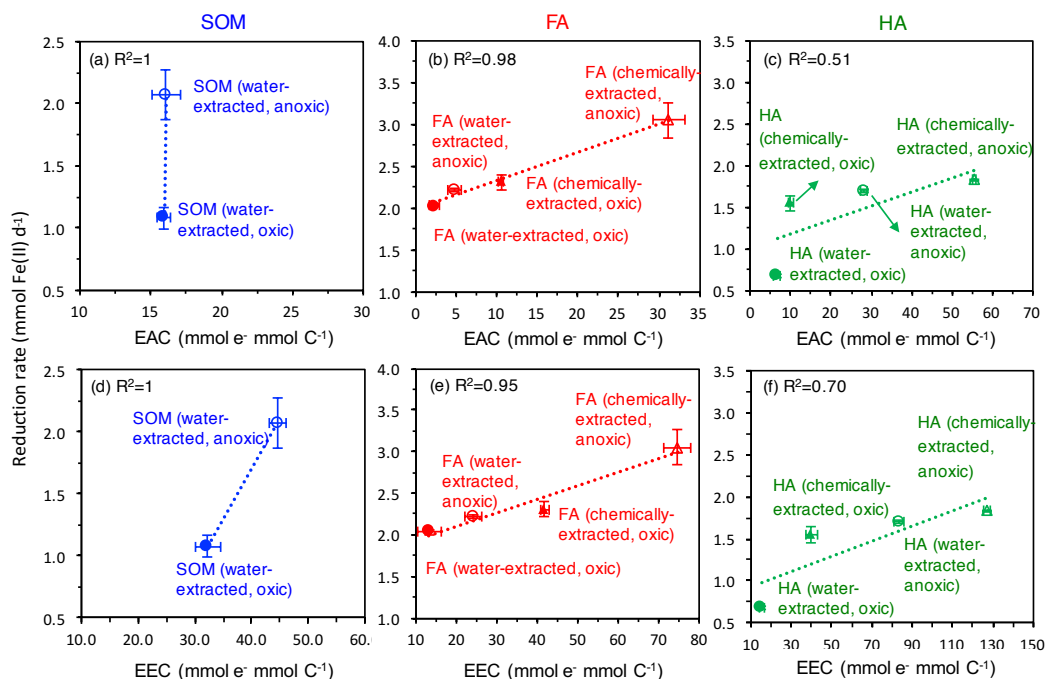 SOM
FA
HA
Reduction rate (mmol Fe(II) d⁻¹)
(a) R²=1
SOM (water-
extracted, anoxic)
SOM (water-
extracted, oxic)
2.5
2.0
1.5
1.0
0.5
10 15 20 25 30
EAC (mmol e⁻ mmol C⁻¹)
(b) R²=0.98
FA (chemically-
extracted,
anoxic)
FA (water-
extracted,
anoxic)
FA (chemically-
extracted, oxic)
FA (water-extracted, oxic)
4.0
3.5
3.0
2.5
2.0
1.5
1.0
0 5 10 15 20 25 30 35
EAC (mmol e⁻ mmol C⁻¹)
(c) R²=0.51
HA
(chemically-
extracted, oxic)
HA (chemically-
extracted, anoxic)
HA (water-
extracted,
anoxic)
HA (water-
extracted, oxic)
3.5
3.0
2.5
2.0
1.5
1.0
0.5
0 10 20 30 40 50 60 70
EAC (mmol e⁻ mmol C⁻¹)
(d) R²=1
SOM (water-
extracted, anoxic)
SOM (water-
extracted, oxic)
2.5
2.0
1.5
1.0
0.5
10.0 20.0 30.0 40.0 50.0 60.0
EEC (mmol e⁻ mmol C⁻¹)
(e) R²=0.95
FA (chemically-
extracted,
anoxic)
FA (water-
extracted,
anoxic)
FA (chemically-
extracted, oxic)
FA (water-extracted, oxic)
4.0
3.5
3.0
2.5
2.0
1.5
1.0
5 15 25 35 45 55 65 75 85
EEC (mmol e⁻ mmol C⁻¹)
(f) R²=0.70
HA (chemically-
extracted,
anoxic)
HA (chemically-
extracted, oxic)
HA (water-
extracted,
anoxic)
HA (water-
extracted, oxic)
3.5
3.0
2.5
2.0
1.5
1.0
0.5
10 30 50 70 90 110 130 150
EEC (mmol e⁻ mmol C⁻¹)